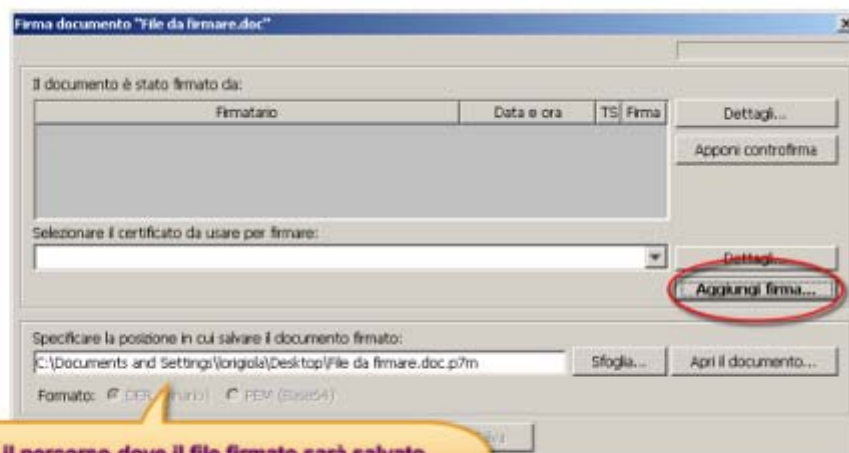 Firma documento "File da firmare.doc"
Il documento è stato firmato da:
Firmatario Data e ora TS Firma
Dettagli...
Apponi controfirma
Selezionare il certificato da usare per firmare:
Dettagli...
Aggiungi firma...
Specificare la posizione in cui salvare il documento firmato:
C:\Documents and Settings\lorigiola\Desktop\File da firmare.doc.p7m Sfoglia... Apri il documento...
Formato: DER (binario) PEM (Base64)
il percorso dove il file firmato sarà salvato